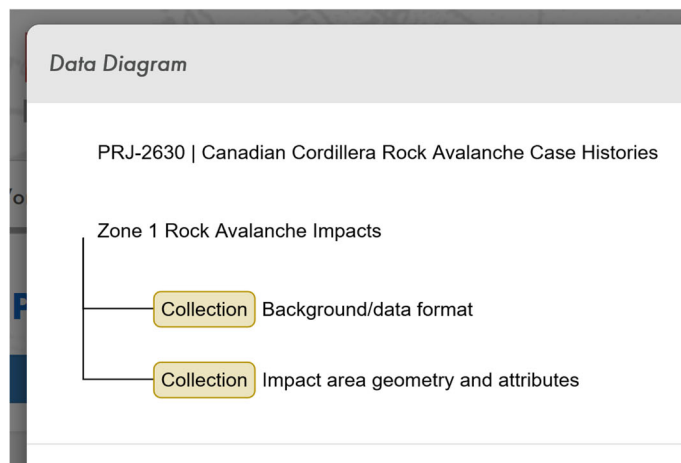 Data Diagram
PRJ-2630 | Canadian Cordillera Rock Avalanche Case Histories
Zone 1 Rock Avalanche Impacts
Collection Background/data format
Collection Impact area geometry and attributes